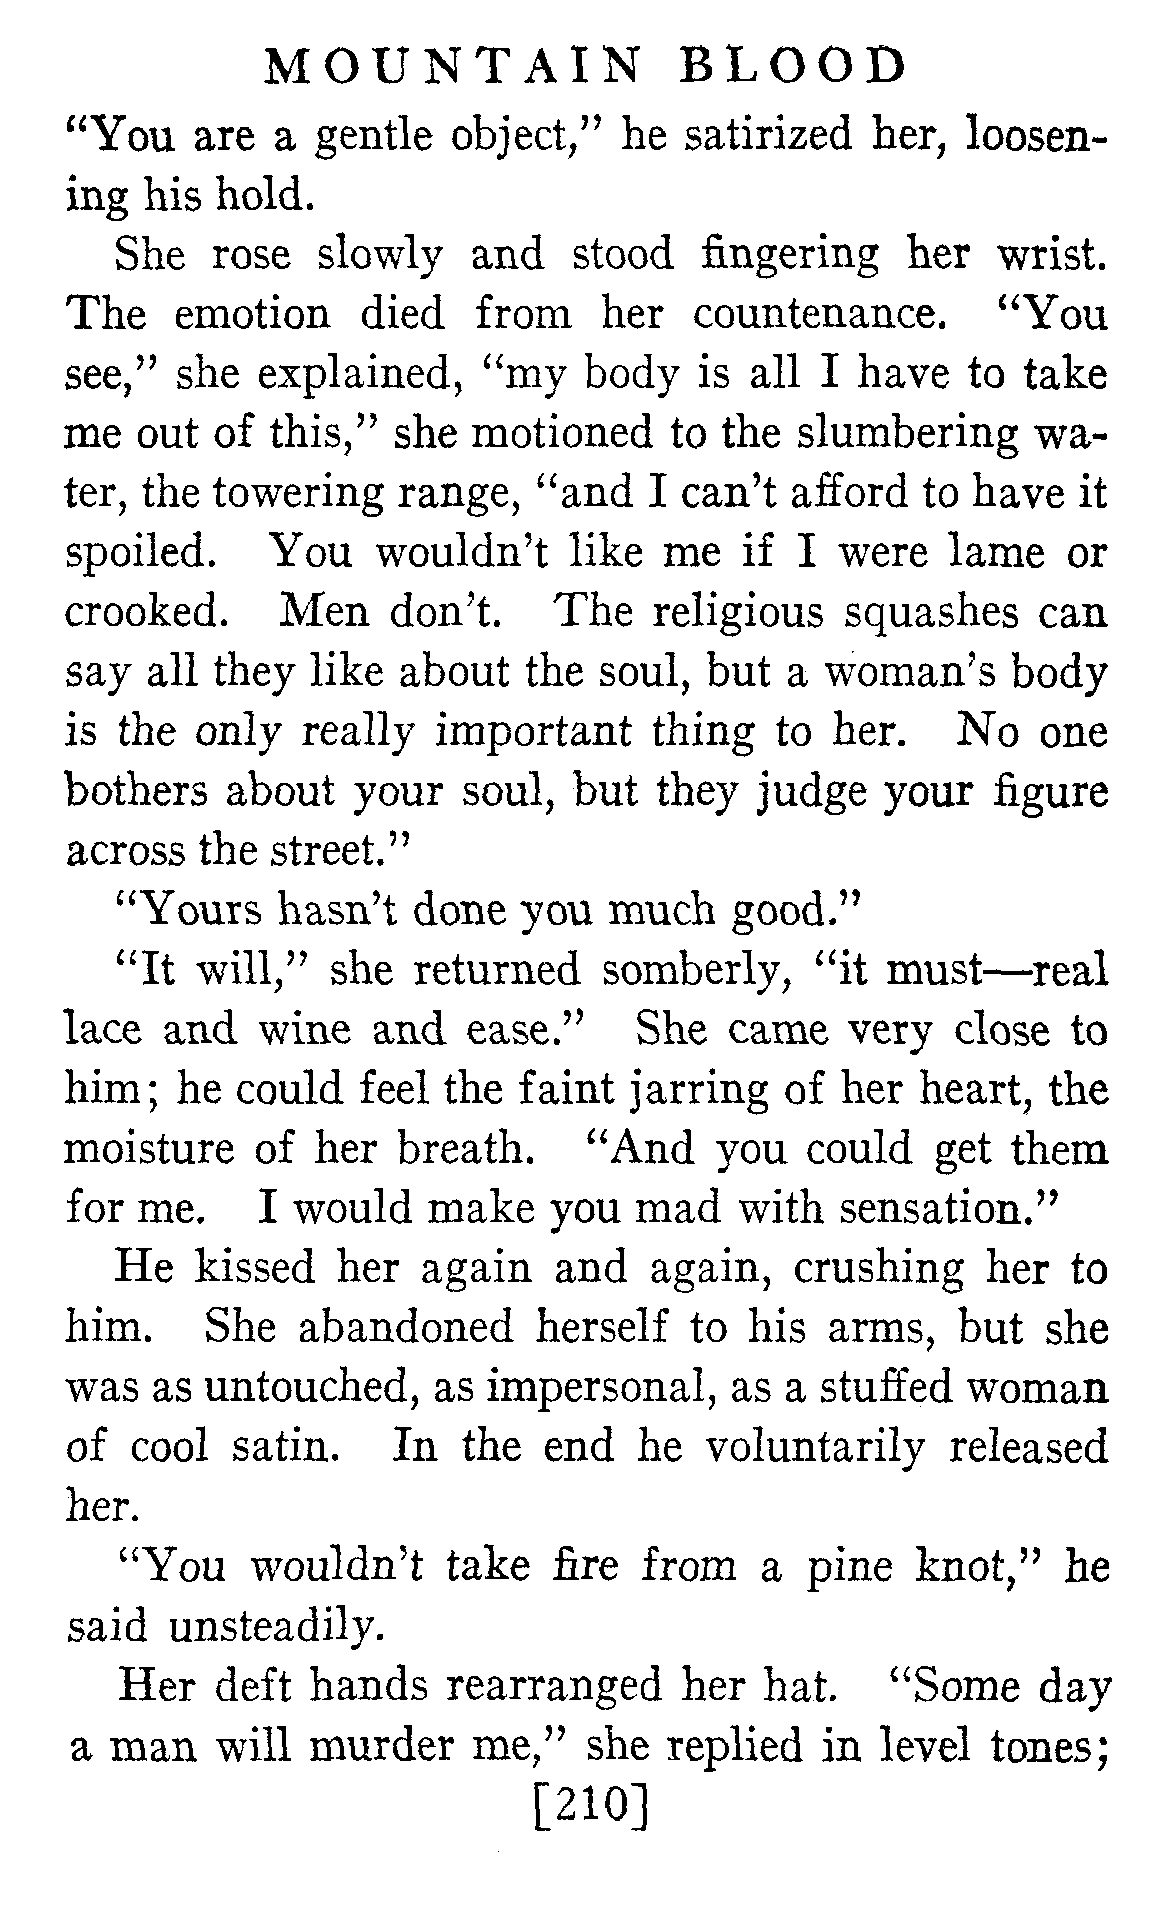 MOUNTAIN BLOOD
“You are a gentle object,” he satirized her, loosen-
ing his hold.
She rose slowly and stood fingering her wrist.
The emotion died from her countenance. “You
see,” she explained, “my body is all I have to take
me out of this,” she motioned to the slumbering wa-
ter, the towering range, “and I can’t afford to have it
spoiled. You wouldn’t like me if I were lame or
crooked. Men don’t. The religious squashes can
say all they like about the soul, but a woman’s body
is the only really important thing to her. No one
bothers about your soul, but they judge your figure
across the street.”
“Yours hasn’t done you much good.”
“It will,” she returned somberly, “it must—real
lace and wine and ease.” She came very close to
him; he could feel the faint jarring of her heart, the
moisture of her breath. “And you could get them
for me. I would make you mad with sensation.”
He kissed her again and again, crushing her to
him. She abandoned herself to his arms, but she
was as untouched, as impersonal, as a stuffed woman
of cool satin. In the end he voluntarily released
her.
“You wouldn’t take fire from a pine knot,” he
said unsteadily.
Her deft hands rearranged her hat. “Some day
a man will murder me,” she replied in level tones;
[210]